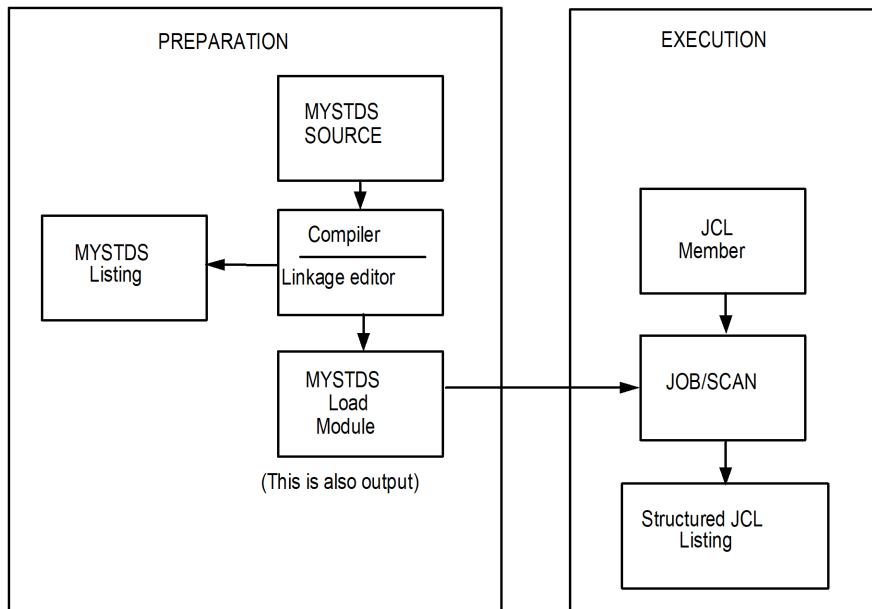 PREPARATION
MYSTDS
SOURCE
Compiler
Linkage editor
MYSTDS
Listing
MYSTDS
Load
Module
(This is also output)
EXECUTION
JCL
Member
JOB/SCAN
Structured JCL
Listing